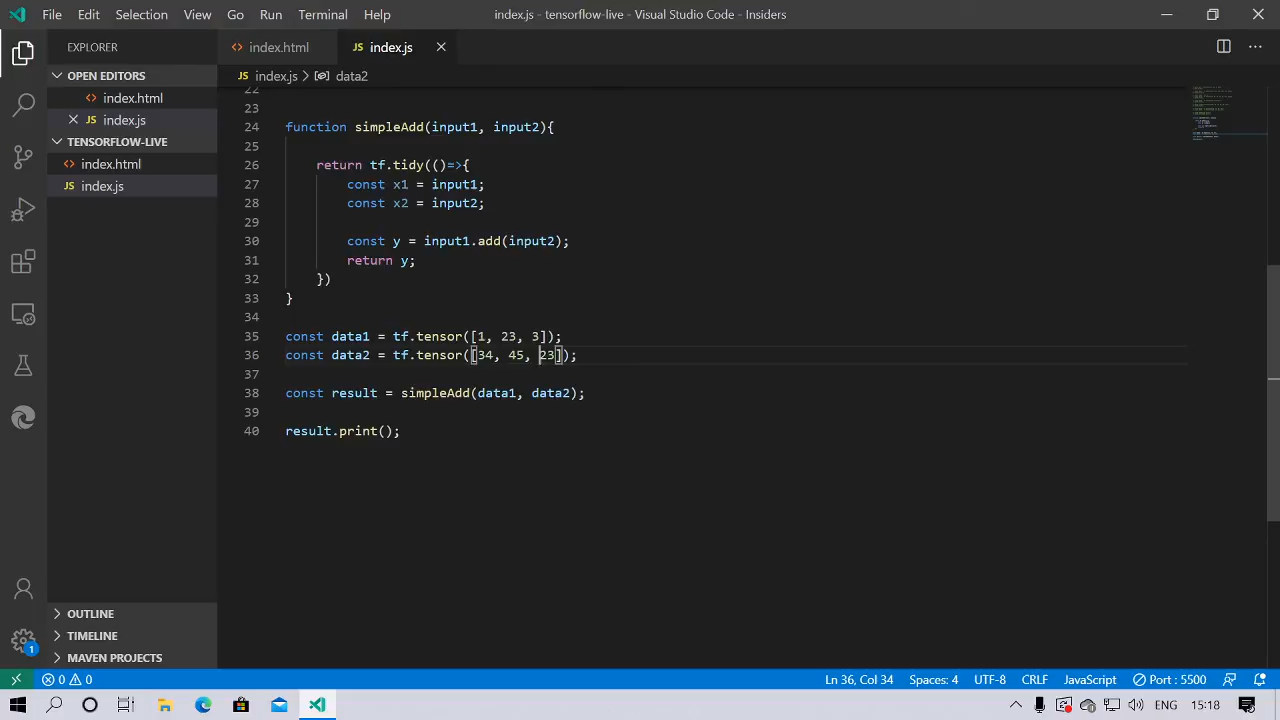 File Edit Selection View Go Run Terminal Help index.js - tensorflow-live - Visual Studio Code - Insiders
EXPLORER
OPEN EDITORS
index.html
JS index.js
TENSORFLOW-LIVE
index.html
JS index.js
OUTLINE
TIMELINE
MAVEN PROJECTS
index.html JS index.js
JS index.js > data2
22
23
24 function simpleAdd(input1, input2){
25
26 return tf.tidy(()=>{
27 const x1 = input1;
28 const x2 = input2;
29
30 const y = input1.add(input2);
31 return y;
32 })
33 }
34
35 const data1 = tf.tensor([1, 23, 3]);
36 const data2 = tf.tensor([34, 45, 23]);
37
38 const result = simpleAdd(data1, data2);
39
40 result.print();
1
0 0 Ln 36, Col 34 Spaces: 4 UTF-8 CRLF JavaScript Port : 5500
ENG 15:18